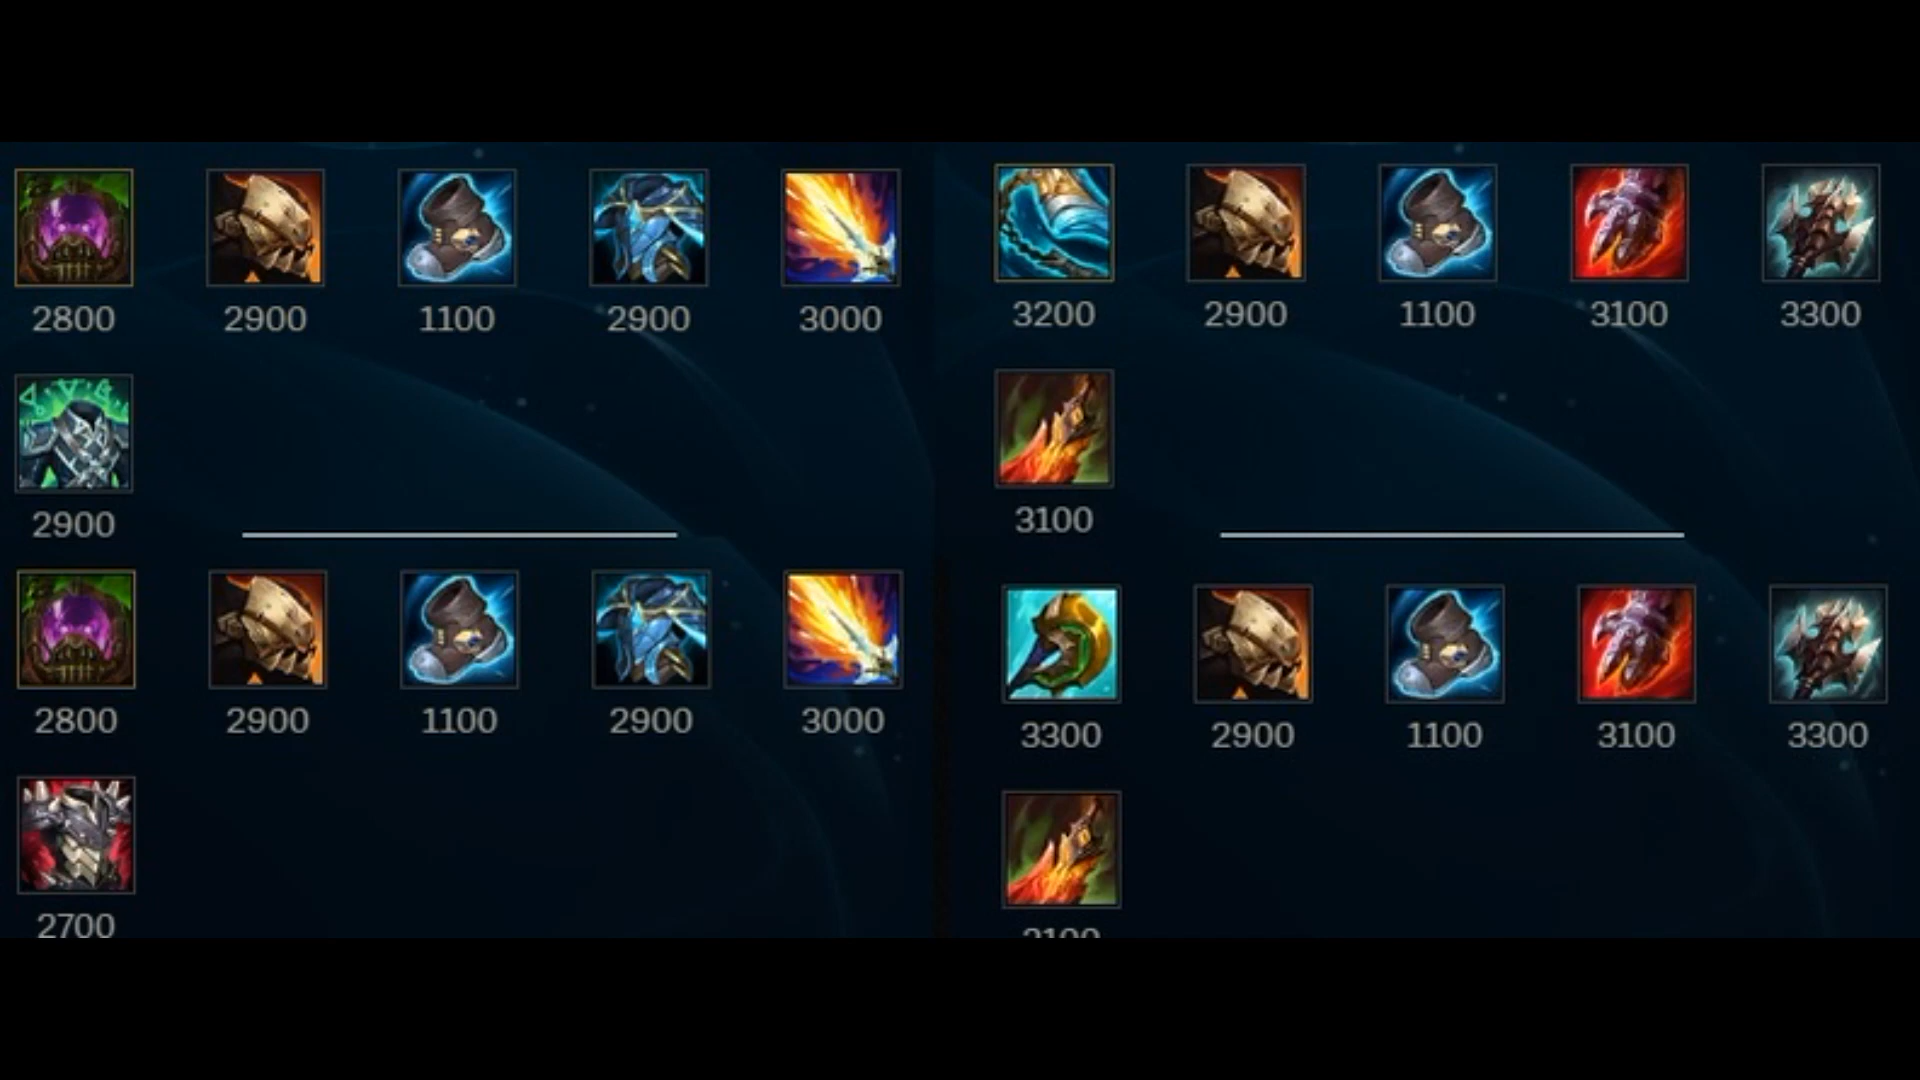 2800 2900 1100 2900 3000
2900
2800 2900 1100 2900 3000
2700
3200 2900 1100 3100 3300
3100
3300 2900 1100 3100 3300